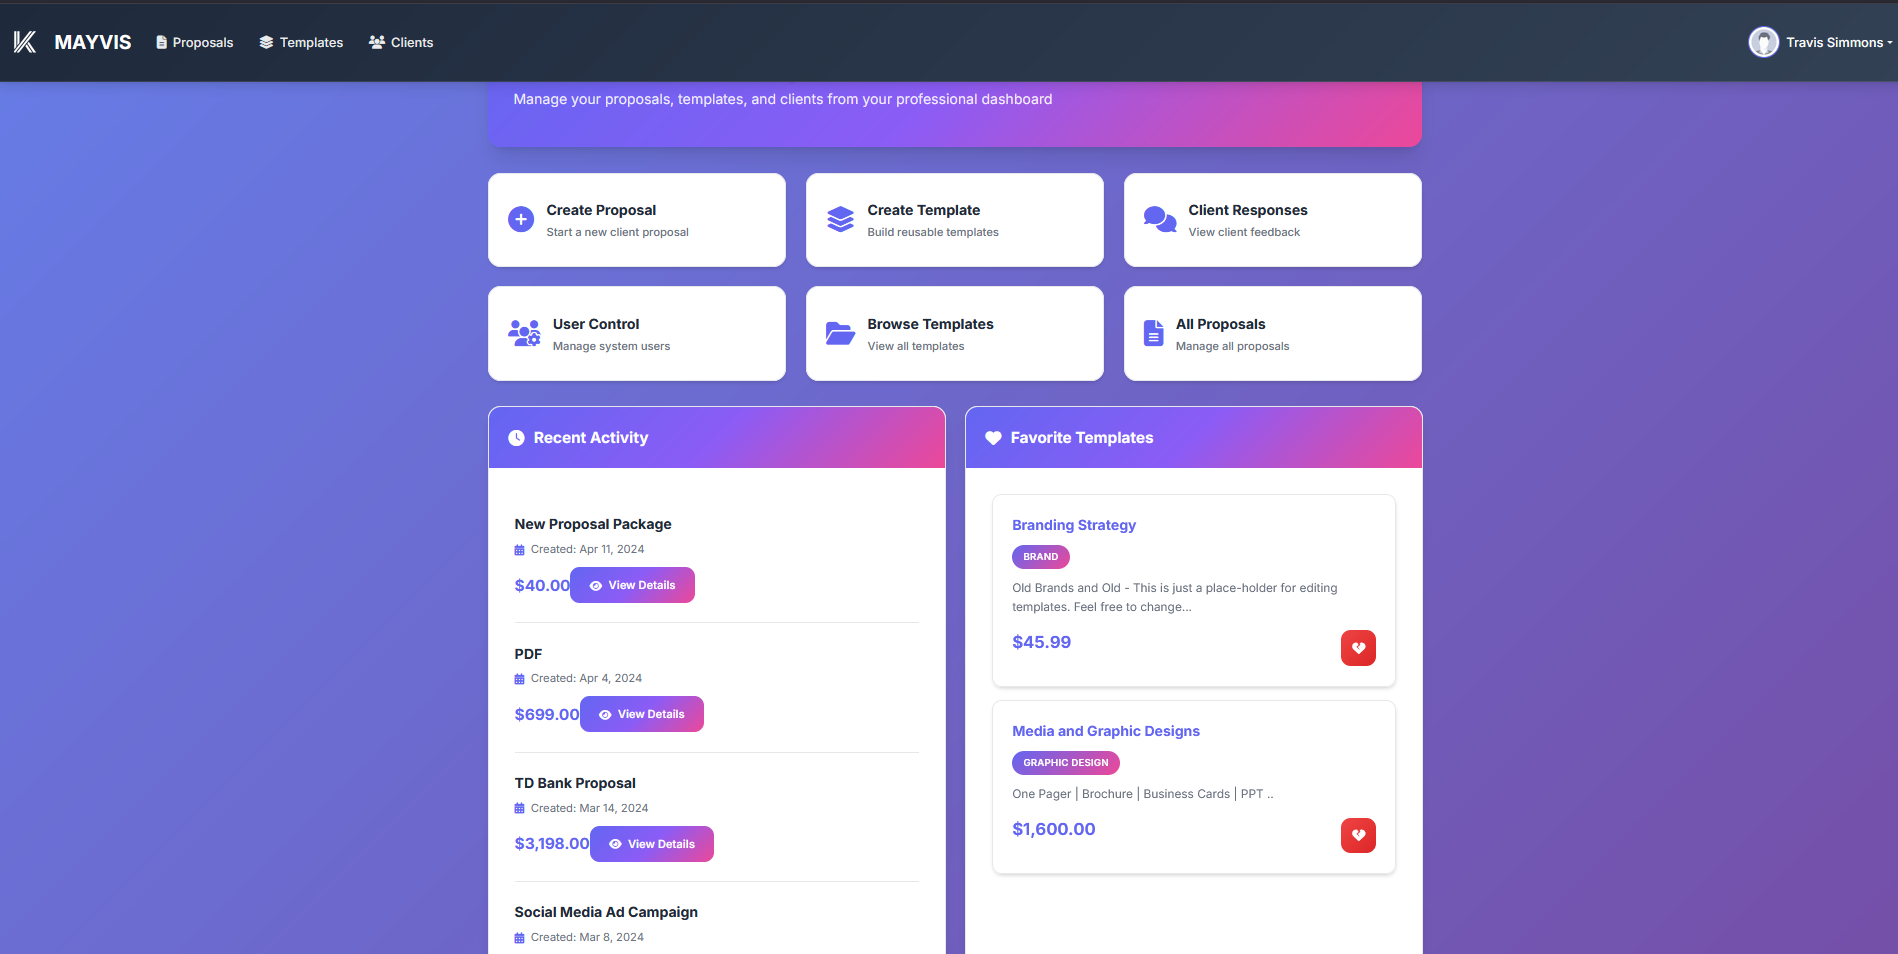 MAYVIS
Proposals
Templates
Clients
Travis Simmons
Manage your proposals, templates, and clients from your professional dashboard
Create Proposal
Start a new client proposal
Create Template
Build reusable templates
Client Responses
View client feedback
User Control
Manage system users
Browse Templates
View all templates
All Proposals
Manage all proposals
Recent Activity
New Proposal Package
Created: Apr 11, 2024
$40.00
View Details
PDF
Created: Apr 4, 2024
$699.00
View Details
TD Bank Proposal
Created: Mar 14, 2024
$3,198.00
View Details
Social Media Ad Campaign
Created: Mar 8, 2024
Favorite Templates
Branding Strategy
BRAND
Old Brands and Old - This is just a place-holder for editing
templates. Feel free to change...
$45.99
Media and Graphic Designs
GRAPHIC DESIGN
One Pager | Brochure | Business Cards | PPT ..
$1,600.00